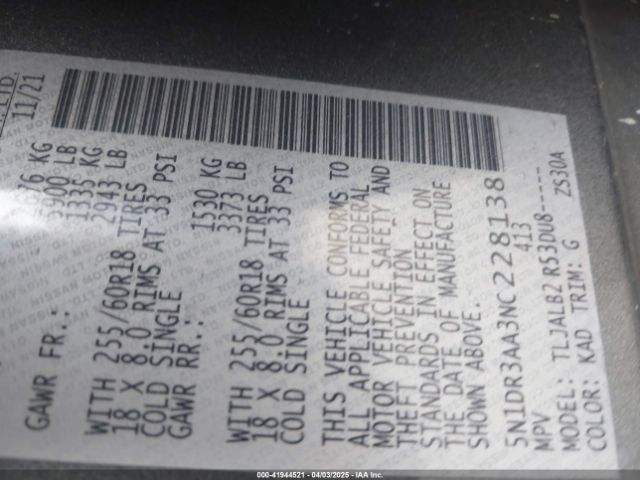 LTD.
11/21
KG
LB
GAWR FR.: 1335 KG
2943 LB
WITH 255/60R18 TIRES
18 X 8.0 RIMS AT 33 PSI
COLD SINGLE
GAWR RR.: 1530 KG
3373 LB
WITH 255/60R18 TIRES
18 X 8.0 RIMS AT 33 PSI
COLD SINGLE
THIS VEHICLE CONFORMS TO
ALL APPLICABLE FEDERAL
MOTOR VEHICLE SAFETY AND
THEFT PREVENTION
STANDARDS IN EFFECT ON
THE DATE OF MANUFACTURE
SHOWN ABOVE.
5N1DR3AA3NC228138
MPV 413
MODEL: TLJALB2 R53DU8-----
COLOR: KAD TRIM: G ZS30A
000-41944521 - 04/03/2025 - IAA Inc.